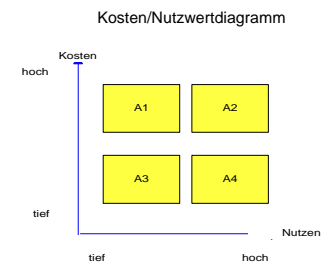 Kosten/Nutzwertdiagramm
Kosten
hoch
A1 A2
A3 A4
tief
Nutzen
tief hoch